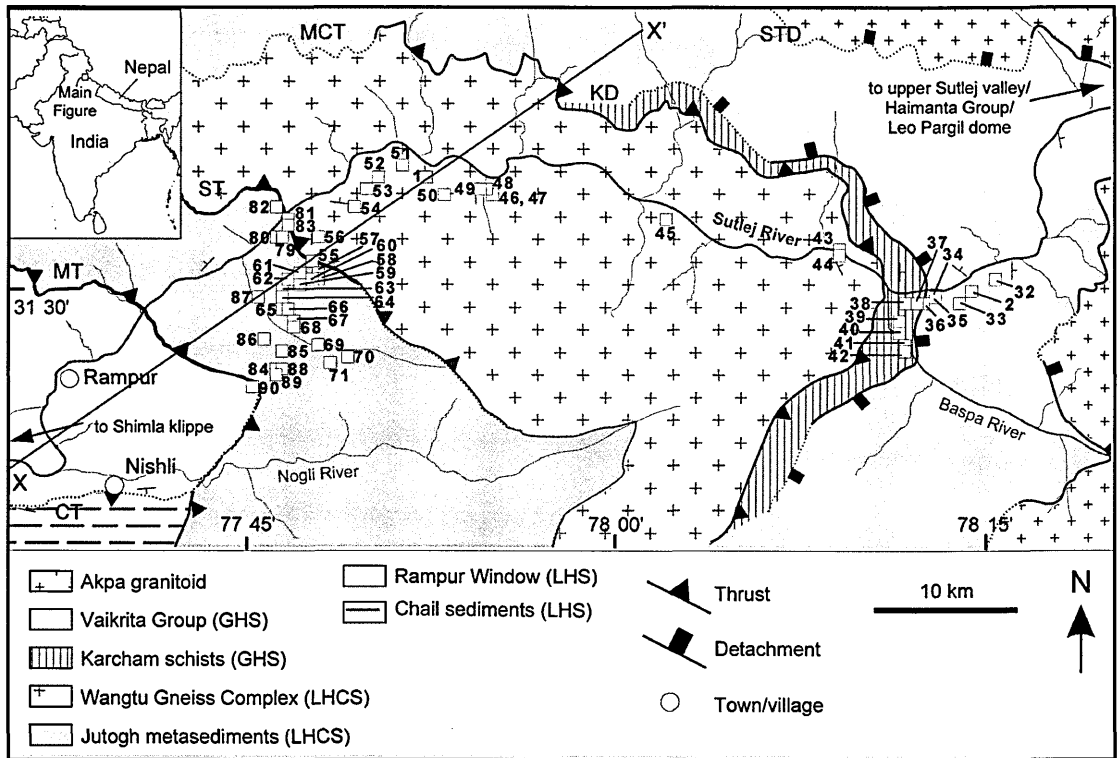 MCT
X'
STD
Nepal
Main
Figure
India
KD
to upper Sutlej valley/
Haimanta Group/
Leo Pargil dome
ST
51
52
1
53
50
49
48
46, 47
54
82
81
83
80
79
56
57
55
60
58
59
61
62
63
64
87
65
66
67
68
86
85
69
70
71
84
88
89
90
45
Sutlej River
43
44
37
34
38
39
40
41
42
36
35
33
2
32
MT
31 30'
Rampur
to Shimla klippe
X
Nishli
Nogli River
Baspa River
CT
77 45'
78 00'
78 15'
Akpa granitoid
Vaikrita Group (GHS)
Karcham schists (GHS)
Wangtu Gneiss Complex (LHCS)
Jutogh metasediments (LHCS)
Rampur Window (LHS)
Chail sediments (LHS)
Thrust
Detachment
Town/village
10 km
N